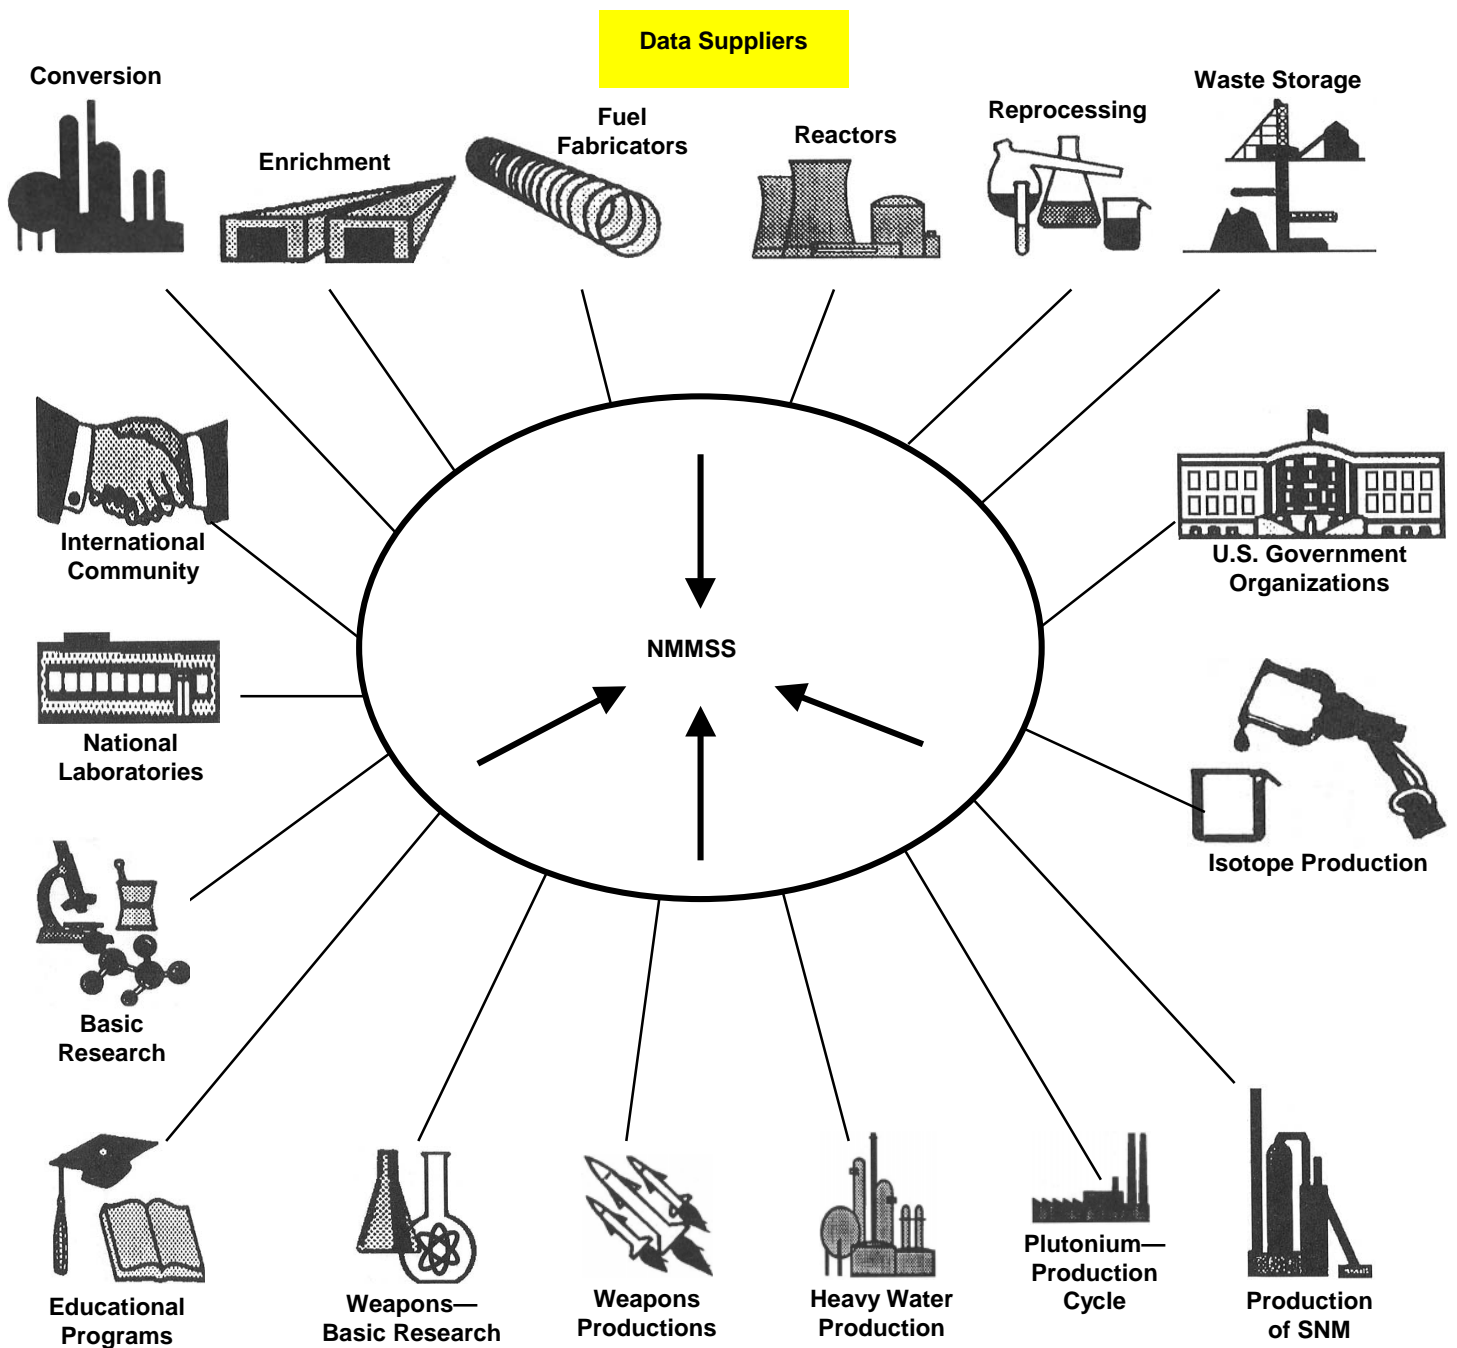 Data Suppliers
Conversion
Enrichment
Fuel
Fabricators
Reactors
Reprocessing
Waste Storage
International
Community
U.S. Government
Organizations
NMMSS
National
Laboratories
Isotope Production
Basic
Research
Educational
Programs
Weapons—
Basic Research
Weapons
Productions
Heavy Water
Production
Plutonium—
Production
Cycle
Production
of SNM